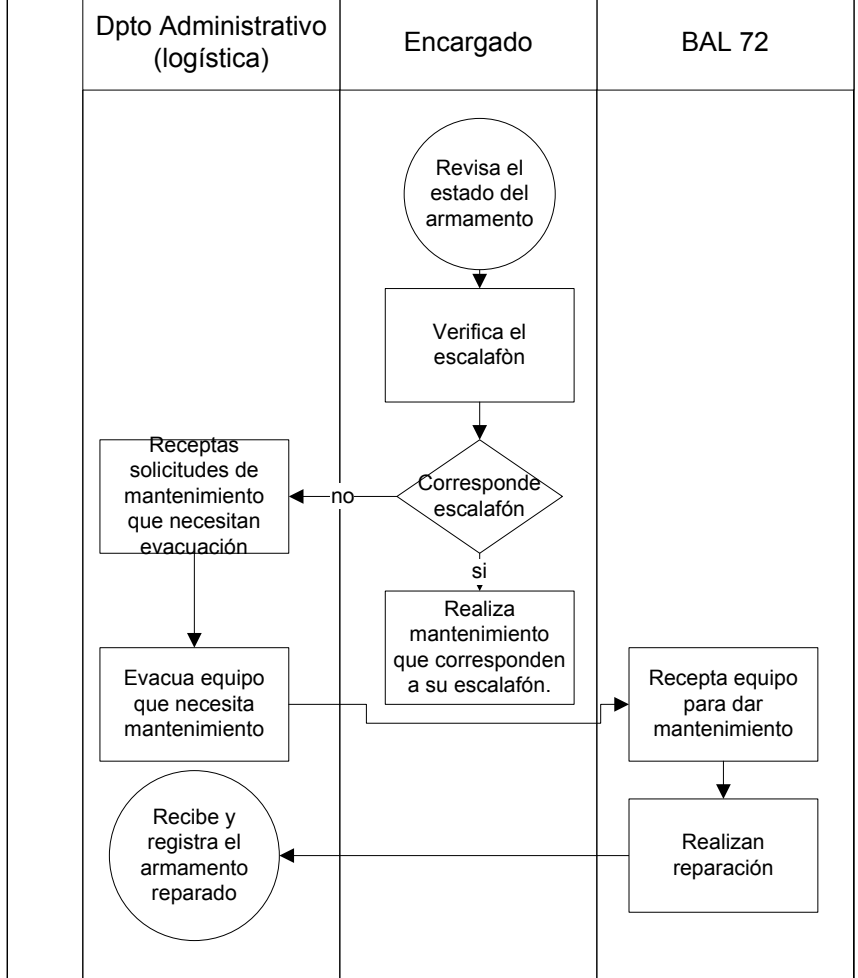 Dpto Administrativo
(logística)
Encargado
BAL 72
Revisa el
estado del
armamento
Verifica el
escalafòn
Corresponde
escalafón
no
si
Receptas
solicitudes de
mantenimiento
que necesitan
evacuación
Realiza
mantenimiento
que corresponden
a su escalafón.
Evacua equipo
que necesita
mantenimiento
Recepta equipo
para dar
mantenimiento
Realizan
reparación
Recibe y
registra el
armamento
reparado